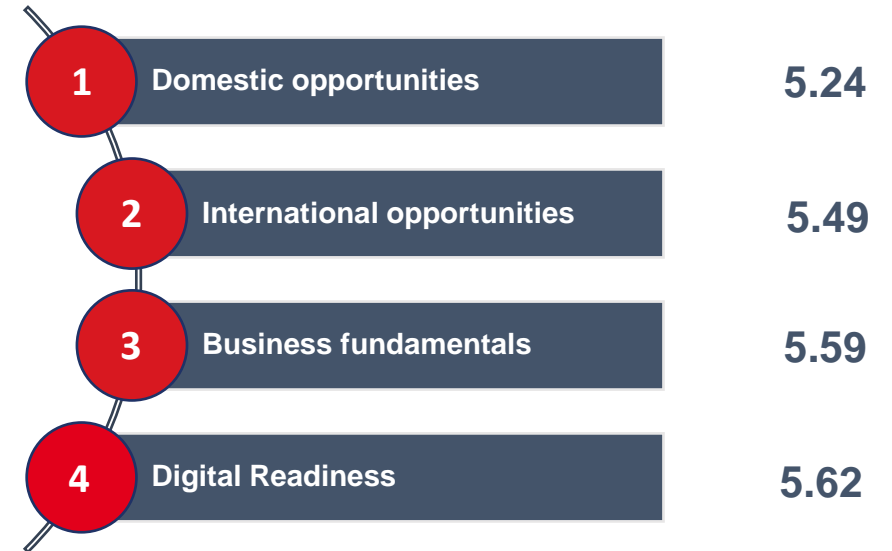 1 Domestic opportunities 5.24
2 International opportunities 5.49
3 Business fundamentals 5.59
4 Digital Readiness 5.62